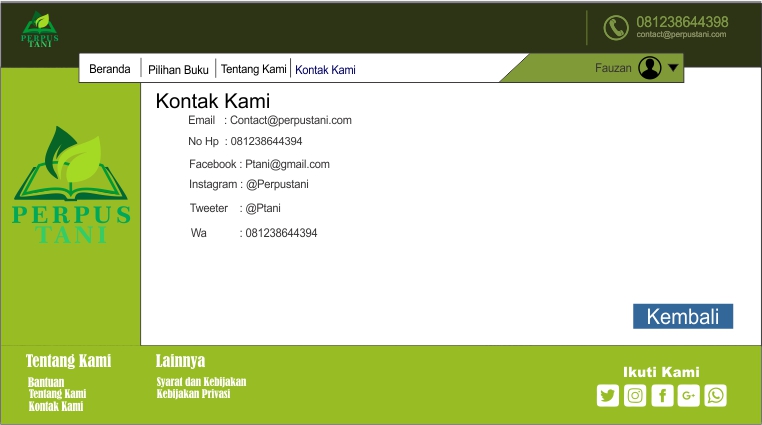 PERPUS
TANI
081238644398
contact@perpustani.com
Beranda
Pilihan Buku
Tentang Kami
Kontak Kami
Fauzan
Kontak Kami
Email : Contact@perpustani.com
No Hp : 081238644394
Facebook : Ptani@gmail.com
Instagram : @Perpustani
Tweeter : @Ptani
Wa : 081238644394
PERPUS
TANI
Kembali
Tentang Kami
Bantuan
Tentang Kami
Kontak Kami
Lainnya
Syarat dan Kebijakan
Kebijakan Privasi
Ikuti Kami
G+